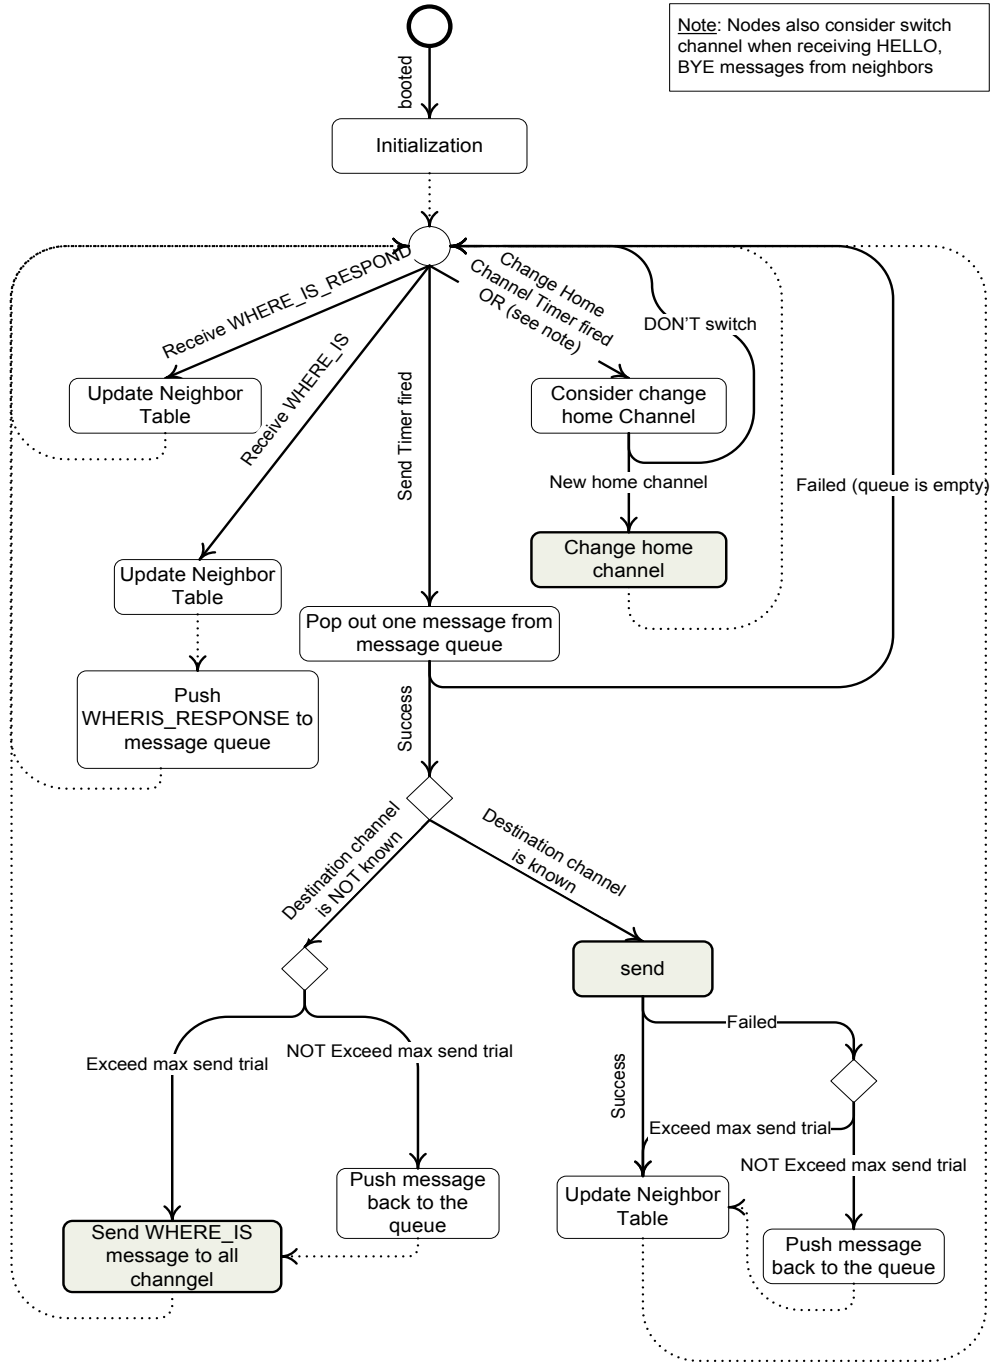 Note: Nodes also consider switch
channel when receiving HELLO,
BYE messages from neighbors
booted
Initialization
Receive WHERE_IS_RESPOND
Receive WHERE_IS
Send Timer fired
Change Home
Channel Timer fired
OR (see note)
DON'T switch
Update Neighbor
Table
Consider change
home Channel
New home channel
Failed (queue is empty)
Change home
channel
Update Neighbor
Table
Pop out one message from
message queue
Push
WHERIS_RESPONSE to
message queue
Success
Destination channel
is NOT known
Destination channel
is known
send
Failed
Exceed max send trial
NOT Exceed max send trial
Success
Exceed max send trial
NOT Exceed max send trial
Push message
back to the
queue
Update Neighbor
Table
Send WHERE_IS
message to all
channgel
Push message
back to the queue